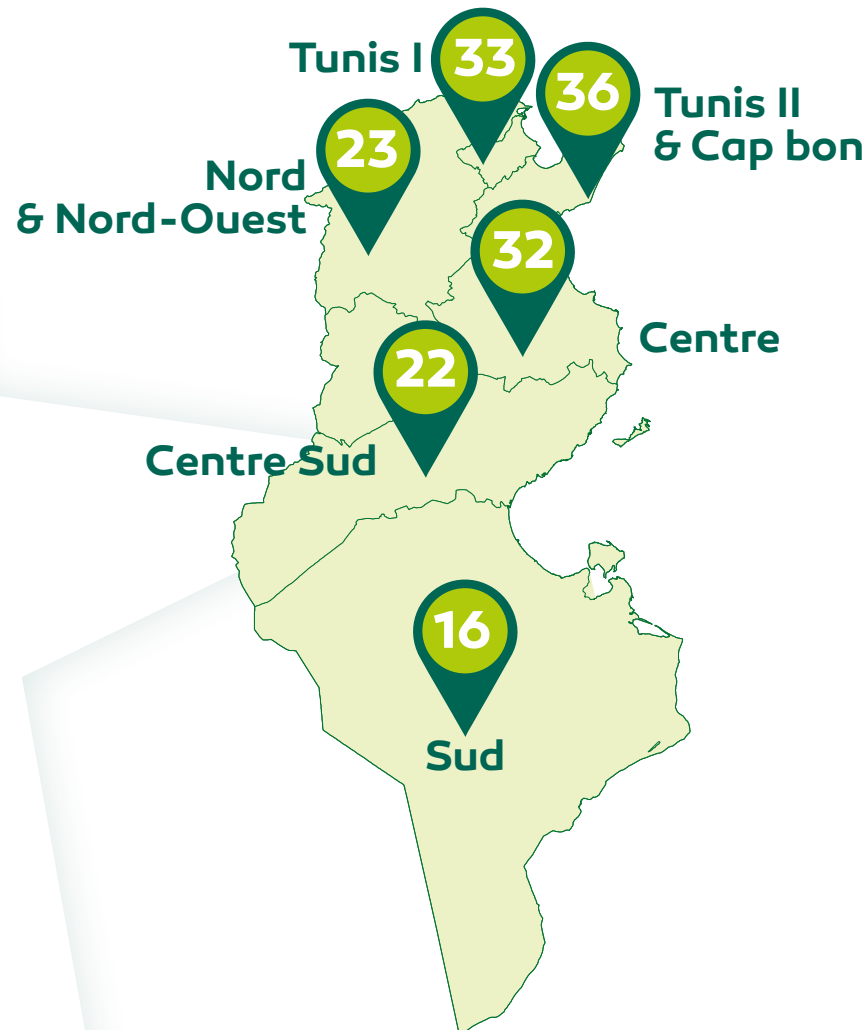 Tunis I
33
36
Tunis II
& Cap bon
23
Nord
& Nord-Ouest
32
Centre
22
Centre Sud
16
Sud